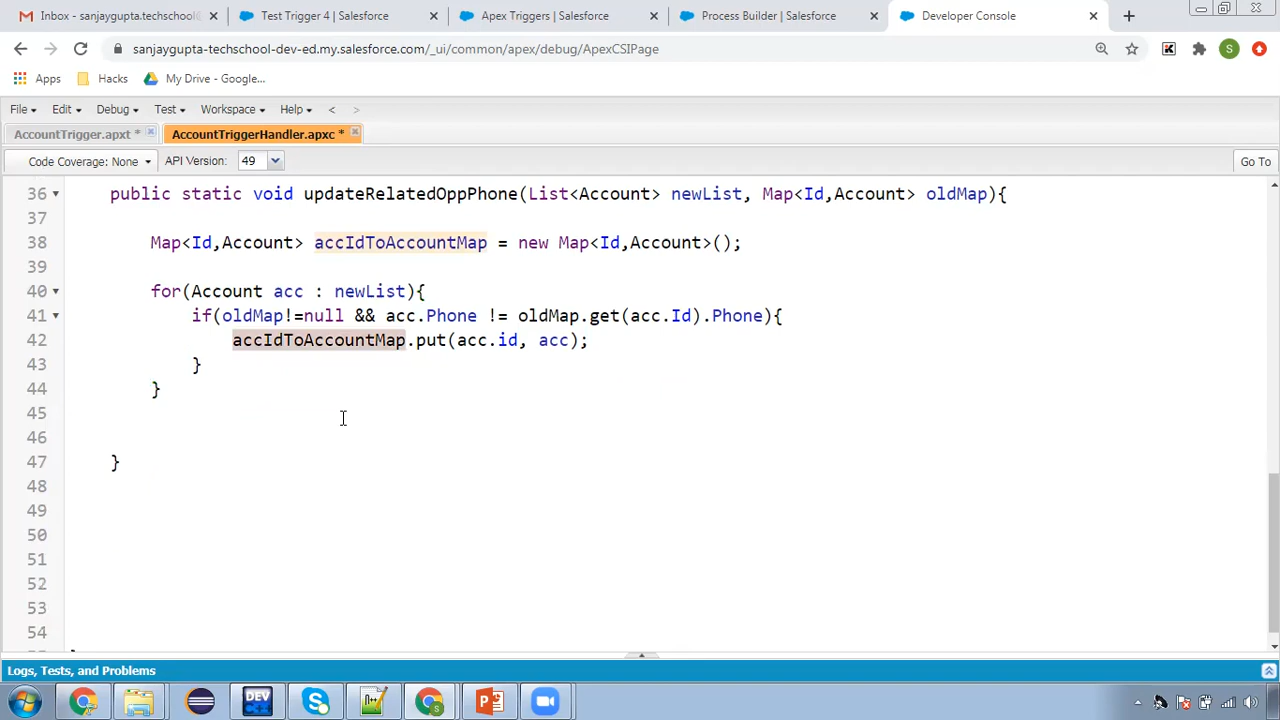 Inbox - sanjaygupta.techschool@
Test Trigger 4 | Salesforce
Apex Triggers | Salesforce
Process Builder | Salesforce
Developer Console
sanjaygupta-techschool-dev-ed.my.salesforce.com/_ui/common/apex/debug/ApexCSIPage
S
Apps
Hacks
My Drive - Google...
File
Edit
Debug
Test
Workspace
Help
<
>
AccountTrigger.apxt *
AccountTriggerHandler.apxc *
Code Coverage: None
API Version:
49
Go To
36 public static void updateRelatedOppPhone(List<Account> newList, Map<Id,Account> oldMap){
37
38 Map<Id,Account> accIdToAccountMap = new Map<Id,Account>();
39
40 for(Account acc : newList){
41 if(oldMap!=null && acc.Phone != oldMap.get(acc.Id).Phone){
42 accIdToAccountMap.put(acc.id, acc);
43 }
44 }
45
46
47 }
48
49
50
51
52
53
54
Logs, Tests, and Problems
DEV
C++